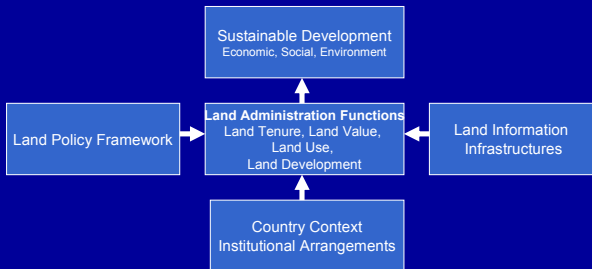 Sustainable Development
Economic, Social, Environment
Land Policy Framework
Land Administration Functions
Land Tenure, Land Value,
Land Use,
Land Development
Land Information
Infrastructures
Country Context
Institutional Arrangements